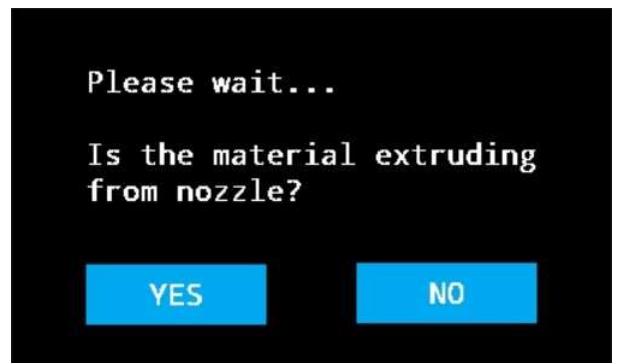 Please wait...
Is the material extruding
from nozzle?
YES
NO